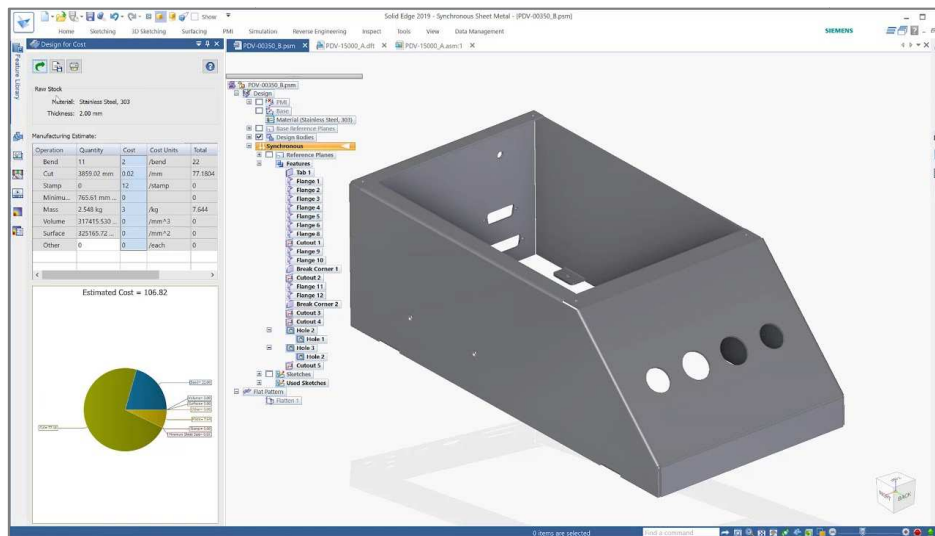 Show
Solid Edge 2019 - Synchronous Sheet Metal - [PDV-00350_B.psm]
Home Sketching 3D Sketching Surfacing PMI Simulation Reverse Engineering Inspect Tools View Data Management
SIEMENS
Design for Cost
PDV-00350_B.psm PDV-15000_A.dft PDV-15000_A.asm:1
Feature Library
Raw Stock
Material: Stainless Steel, 303
Thickness: 2.00 mm
Manufacturing Estimate:
Operation Quantity Cost Cost Units Total
Bend 11 2 /bend 22
Cut 3859.02 mm 0.02 /mm 77.1804
Stamp 0 12 /stamp 0
Minimu... 765.61 mm ... 0 0
Mass 2.548 kg 3 /kg 7.644
Volume 317415.530 ... 0 /mm^3 0
Surface 325165.72 ... 0 /mm^2 0
Other 0 0 /each 0
Estimated Cost = 106.82
PDV-00350_B.psm
Design
PMI
Base
Material (Stainless Steel, 303)
Base Reference Planes
Design Bodies
Synchronous
Reference Planes
Features
Tab 1
Flange 1
Flange 2
Flange 3
Flange 4
Flange 5
Flange 6
Flange 8
Cutout 1
Flange 9
Flange 10
Break Corner 1
Cutout 2
Flange 11
Flange 12
Break Corner 2
Cutout 3
Cutout 4
Hole 2
Hole 1
Hole 3
Hole 2
Cutout 5
Sketches
Used Sketches
Flat Pattern
Flatten 1
BACK
0 items are selected
Find a command